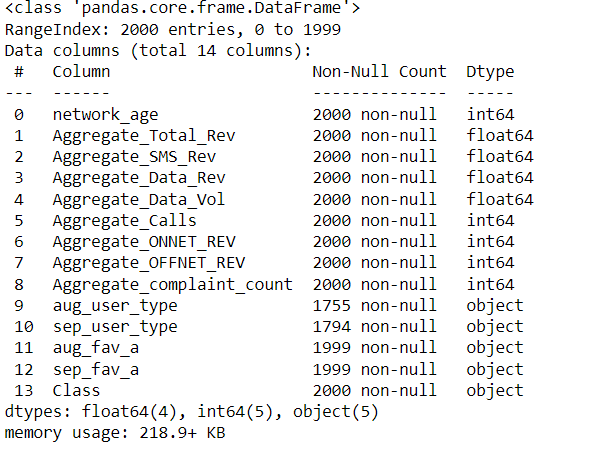 <class 'pandas.core.frame.DataFrame'>
RangeIndex: 2000 entries, 0 to 1999
Data columns (total 14 columns):
 #   Column                     Non-Null Count  Dtype
---  ------                     --------------  -----
 0   network_age                2000 non-null   int64
 1   Aggregate_Total_Rev        2000 non-null   float64
 2   Aggregate_SMS_Rev          2000 non-null   float64
 3   Aggregate_Data_Rev         2000 non-null   float64
 4   Aggregate_Data_Vol         2000 non-null   float64
 5   Aggregate_Calls            2000 non-null   int64
 6   Aggregate_ONNET_REV        2000 non-null   int64
 7   Aggregate_OFFNET_REV       2000 non-null   int64
 8   Aggregate_complaint_count  2000 non-null   int64
 9   aug_user_type              1755 non-null   object
 10  sep_user_type              1794 non-null   object
 11  aug_fav_a                  1999 non-null   object
 12  sep_fav_a                  1999 non-null   object
 13  Class                      2000 non-null   object
dtypes: float64(4), int64(5), object(5)
memory usage: 218.9+ KB